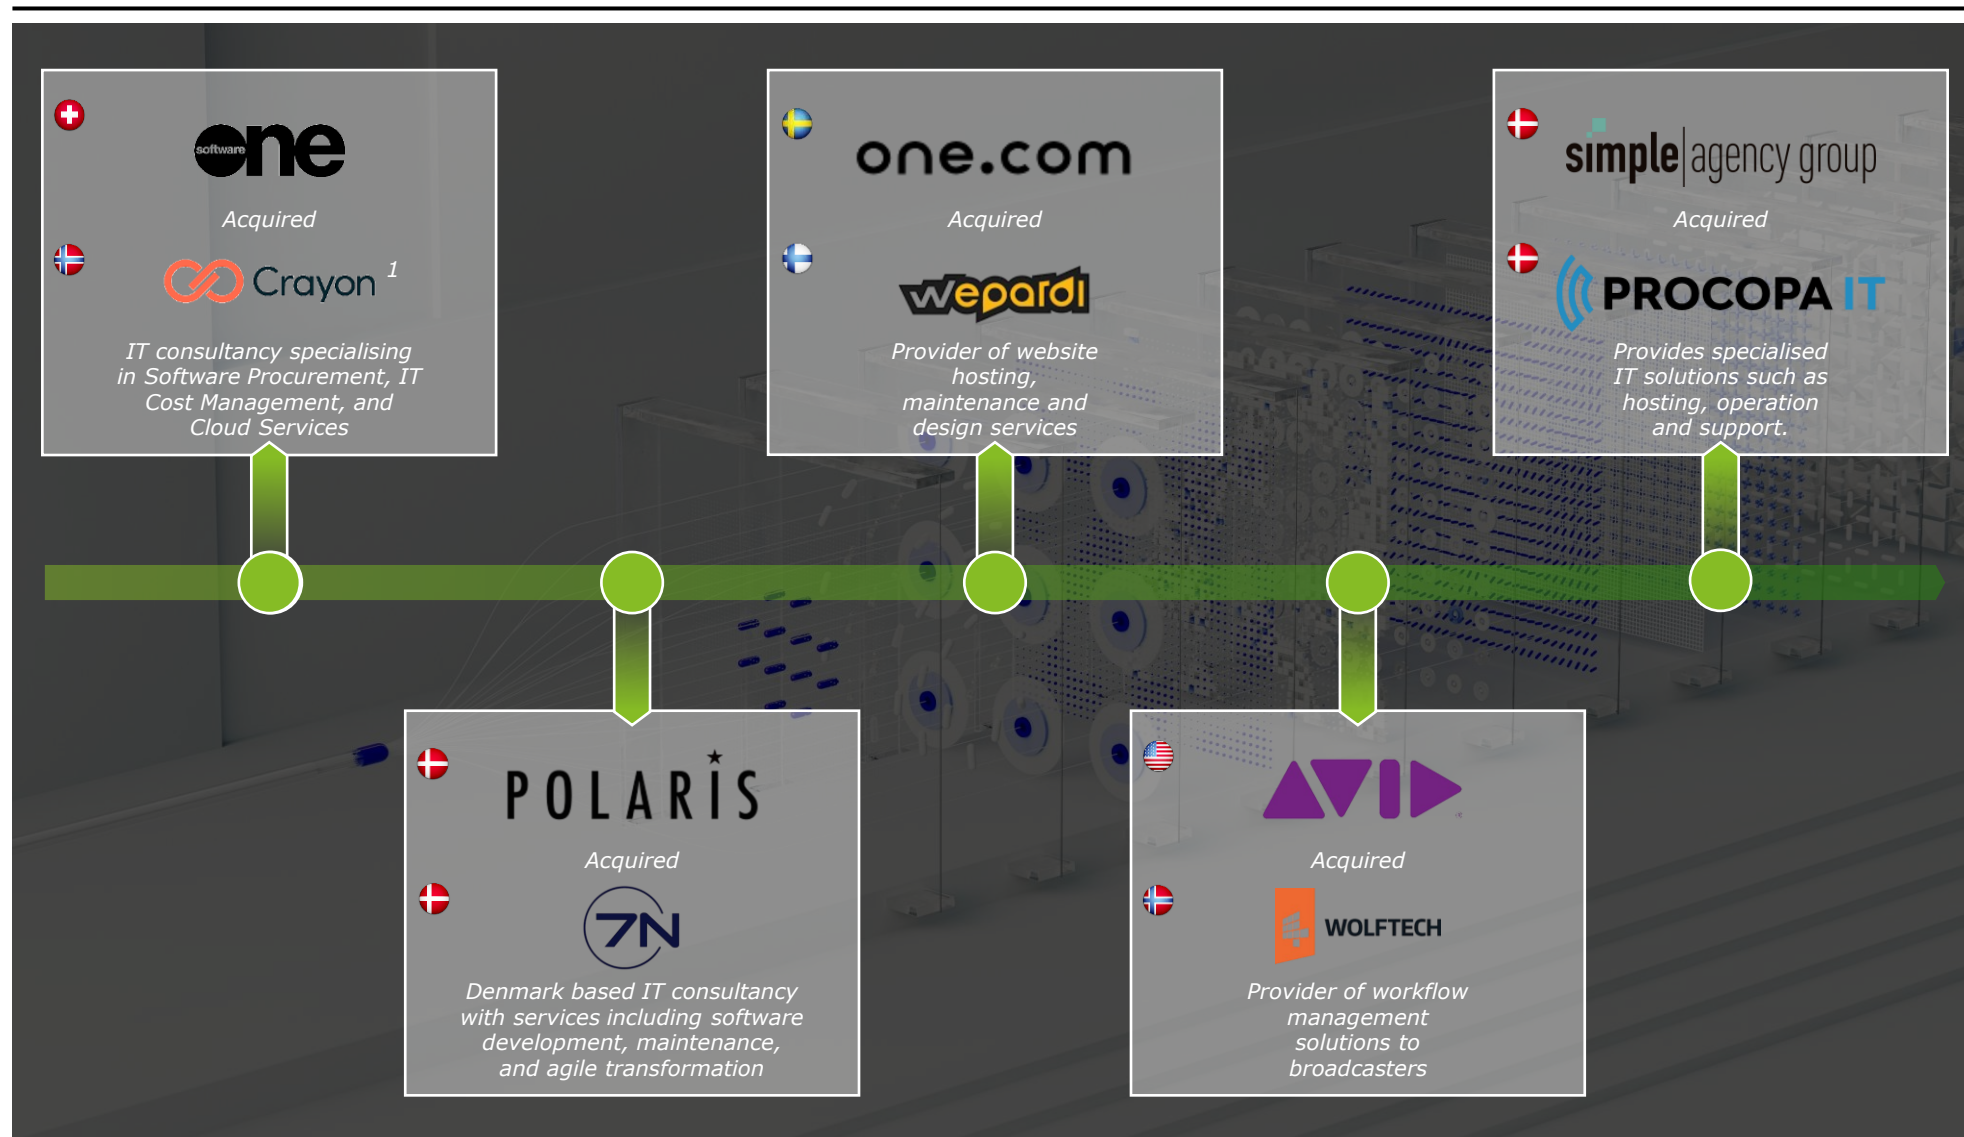 software
one
Acquired
Crayon 1
IT consultancy specialising
in Software Procurement, IT
Cost Management, and
Cloud Services
POLARIS
Acquired
7N
Denmark based IT consultancy
with services including software
development, maintenance,
and agile transformation
one.com
Acquired
wepardi
Provider of website
hosting,
maintenance and
design services
AVID
Acquired
WOLFTECH
Provider of workflow
management
solutions to
broadcasters
simple|agency group
Acquired
PROCOPA IT
Provides specialised
IT solutions such as
hosting, operation
and support.